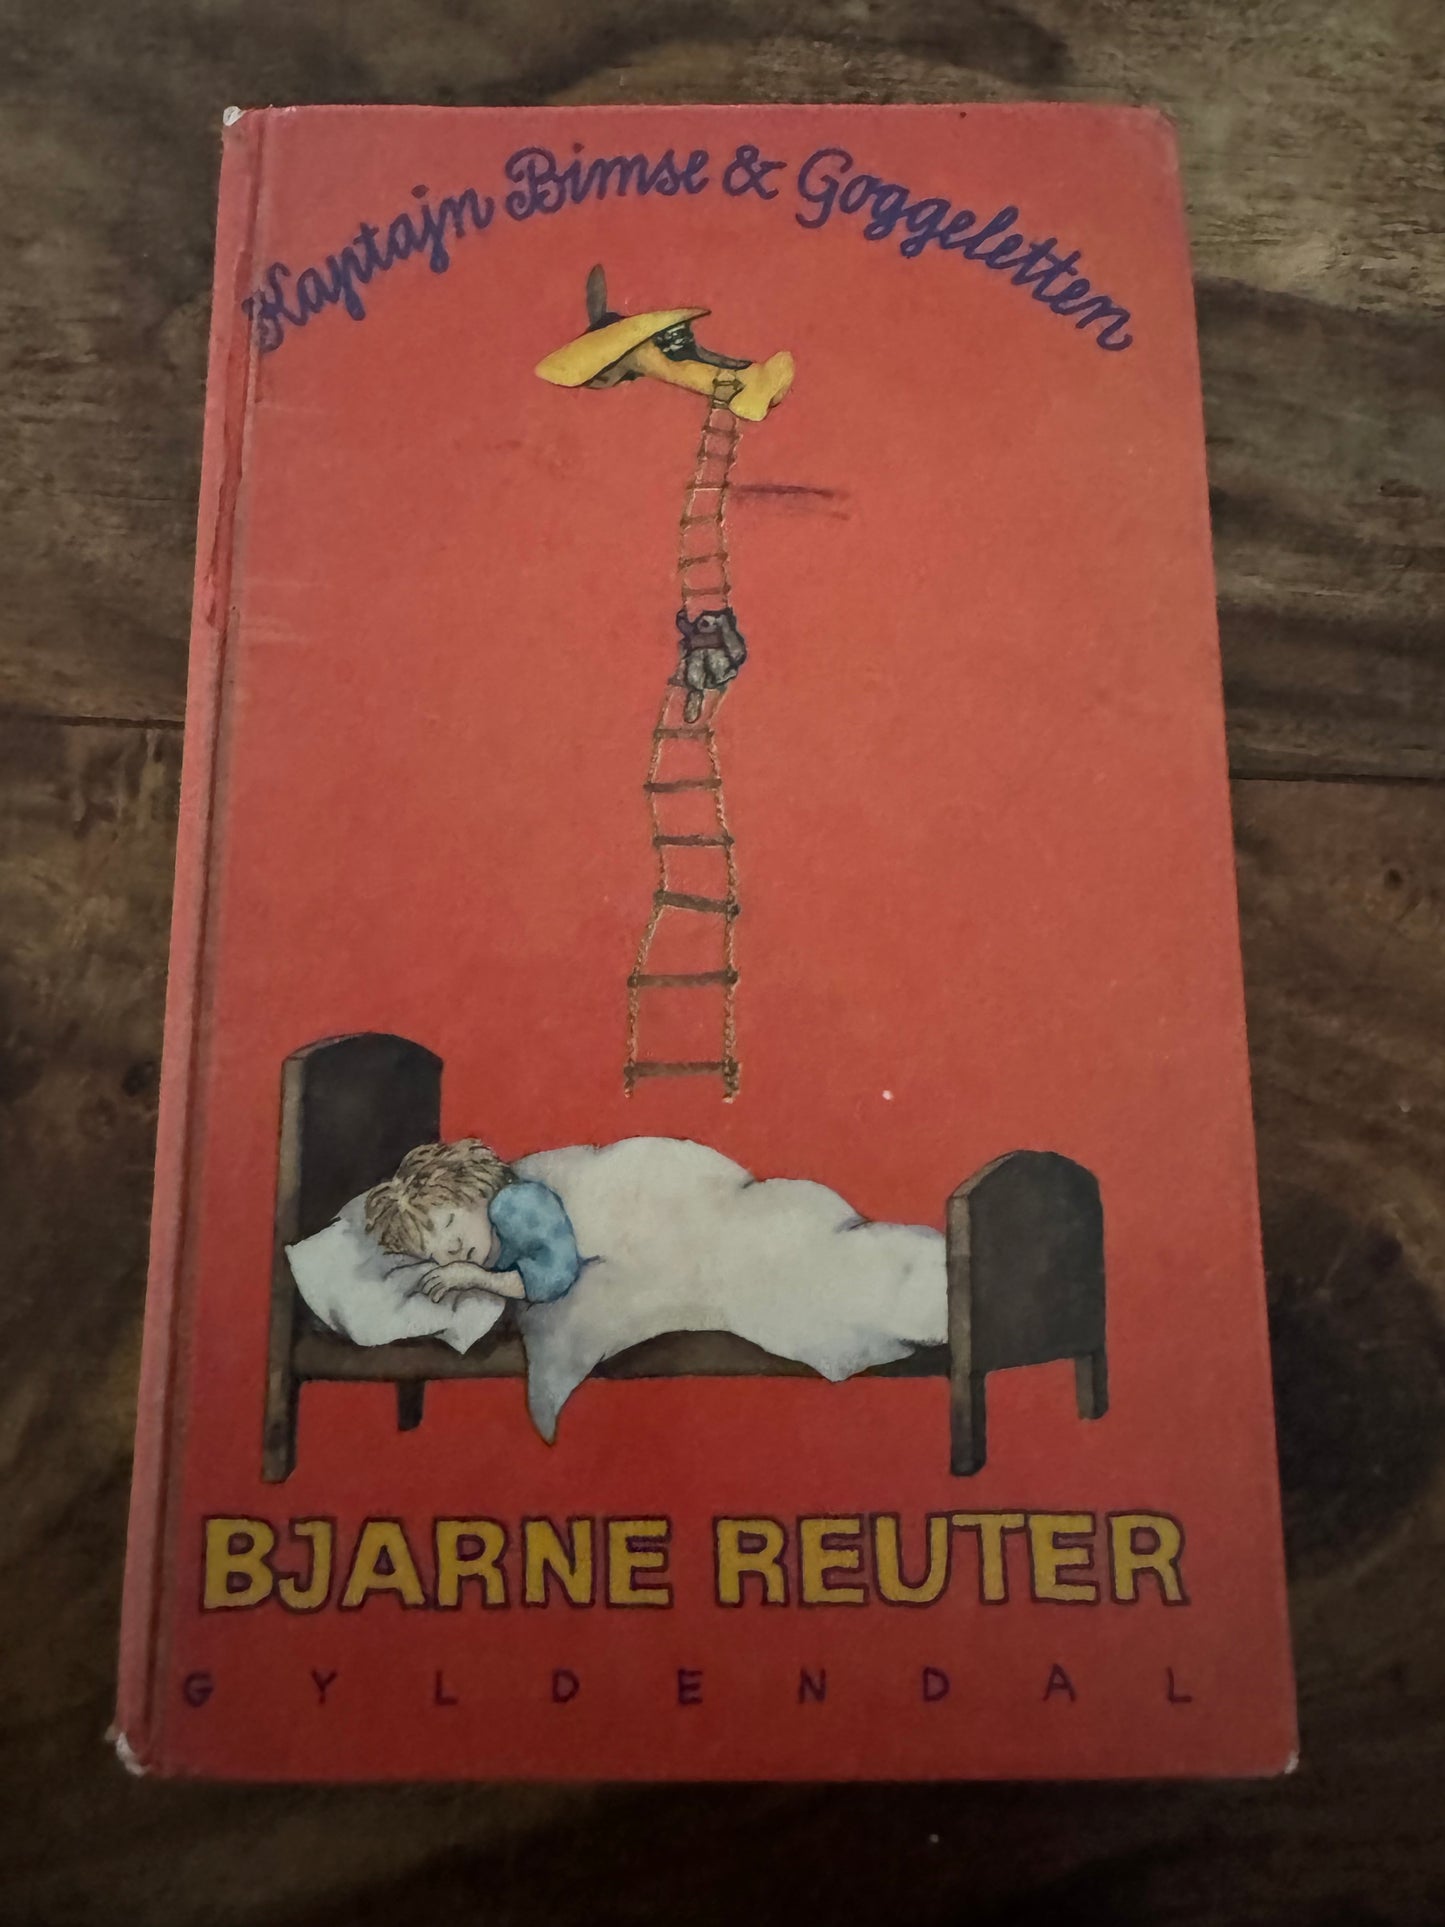 Kaptajn Bimse & Goggeletten
BJARNE REUTER
GYLDENDAL